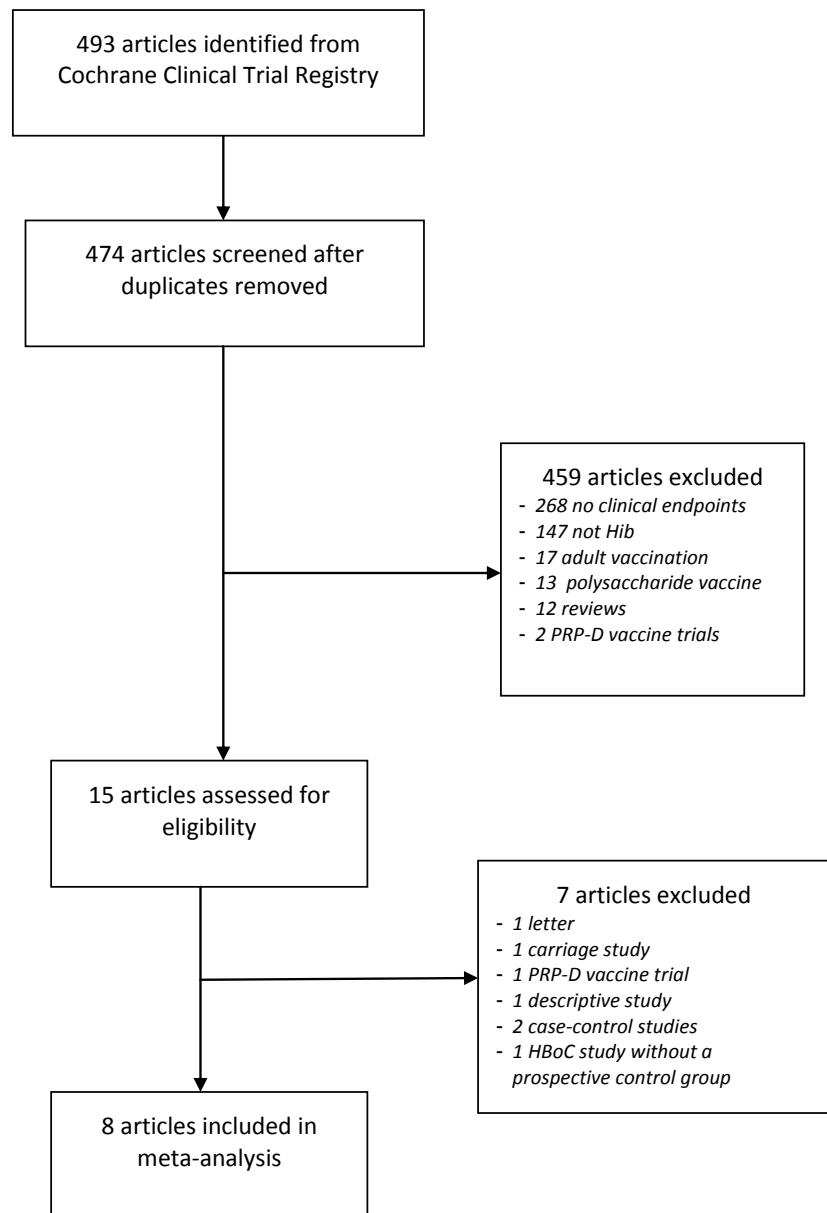 493 articles identified from
Cochrane Clinical Trial Registry
474 articles screened after
duplicates removed
459 articles excluded
- 268 no clinical endpoints
- 147 not Hib
- 17 adult vaccination
- 13 polysaccharide vaccine
- 12 reviews
- 2 PRP-D vaccine trials
15 articles assessed for
eligibility
7 articles excluded
- 1 letter
- 1 carriage study
- 1 PRP-D vaccine trial
- 1 descriptive study
- 2 case-control studies
- 1 HBoC study without a
prospective control group
8 articles included in
meta-analysis